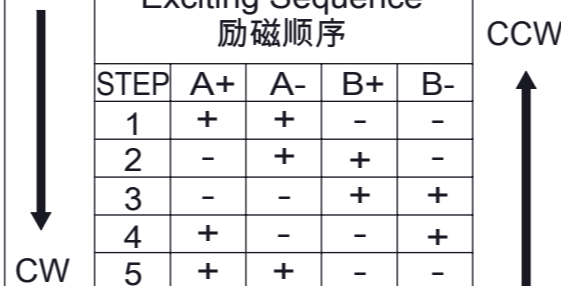 Exciting Sequence
励磁顺序
CCW
STEP A+ A- B+ B-
1 + + - -
2 - + + -
3 - - + +
4 + - - +
CW
5 + + - -